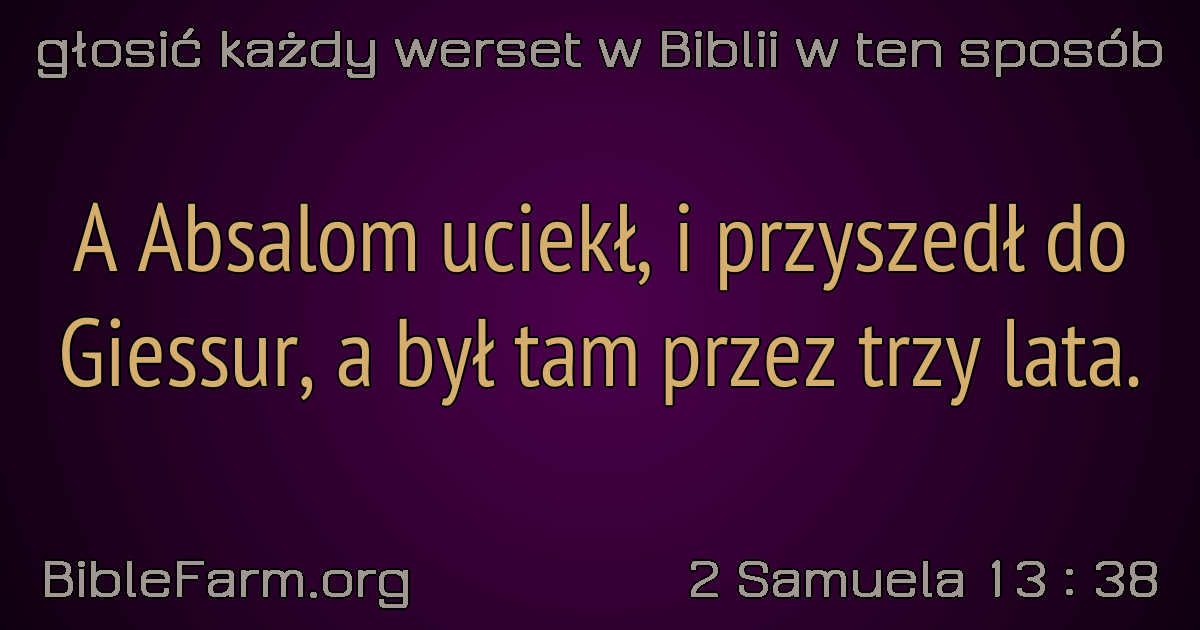 głosić każdy werset w Biblii w ten sposób
A Absalom uciekł, i przyszedł do
Giessur, a był tam przez trzy lata.
BibleFarm.org
2 Samuela 13 : 38